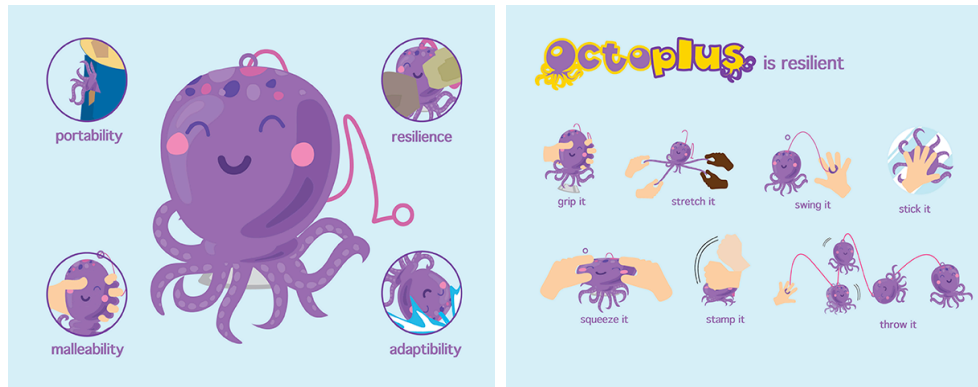 portability
resilience
malleability
adaptibility
Octoplus is resilient
grip it
stretch it
swing it
stick it
squeeze it
stamp it
throw it